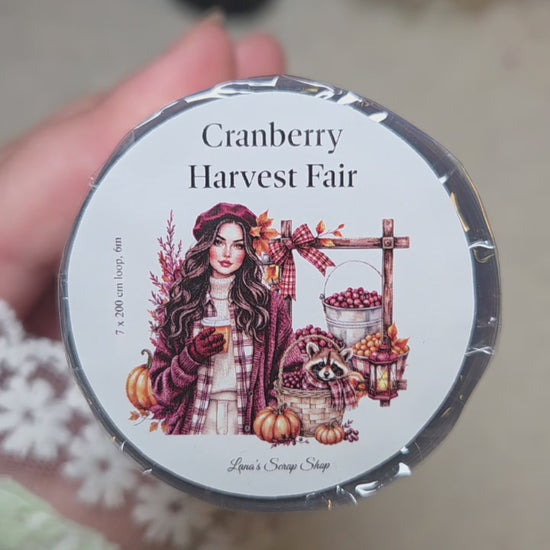 Cranberry
Harvest Fair
7 x 200 cm loop, 6m
Lana's Scrap Shop